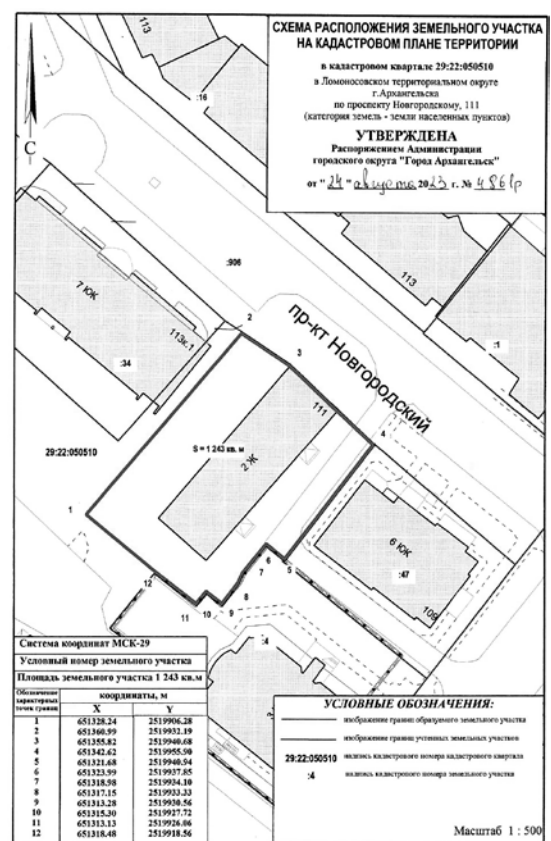 СХЕМА РАСПОЛОЖЕНИЯ ЗЕМЕЛЬНОГО УЧАСТКА
НА КАДАСТРОВОМ ПЛАНЕ ТЕРРИТОРИИ
в кадастровом квартале 29:22:050510
в Ломоносовском территориальном округе
г.Архангельска
по проспекту Новгородскому, 111
(категория земель - земли населенных пунктов)
УТВЕРЖДЕНА
Распоряжением Администрации
городского округа "Город Архангельск"
от "24" августа 2023 г. № 4861р
113
:16
С
:906
113
:1
7 КЖ
113к.1
:34
2
3
пр-кт Новгородский
111
4
S = 1 243 кв. м
2 Ж
29:22:050510
1
6 КЖ
:47
109
6
5
7
12
8
11
10
9
:4
Система координат МСК-29
Условный номер земельного участка
Площадь земельного участка 1 243 кв.м
Обозначение характерных точек границ
координаты, м
X Y
1 651328.24 2519906.28
2 651360.99 2519932.19
3 651355.82 2519940.68
4 651342.62 2519955.90
5 651321.68 2519940.94
6 651323.99 2519937.85
7 651318.98 2519934.10
8 651317.15 2519933.33
9 651313.28 2519930.56
10 651315.30 2519927.72
11 651313.13 2519926.06
12 651318.48 2519918.56
УСЛОВНЫЕ ОБОЗНАЧЕНИЯ:
изображение границ образуемого земельного участка
изображение границ учтенных земельных участков
29:22:050510 надпись кадастрового номера кадастрового квартала
:4 надпись кадастрового номера земельного участка
Масштаб 1 : 500